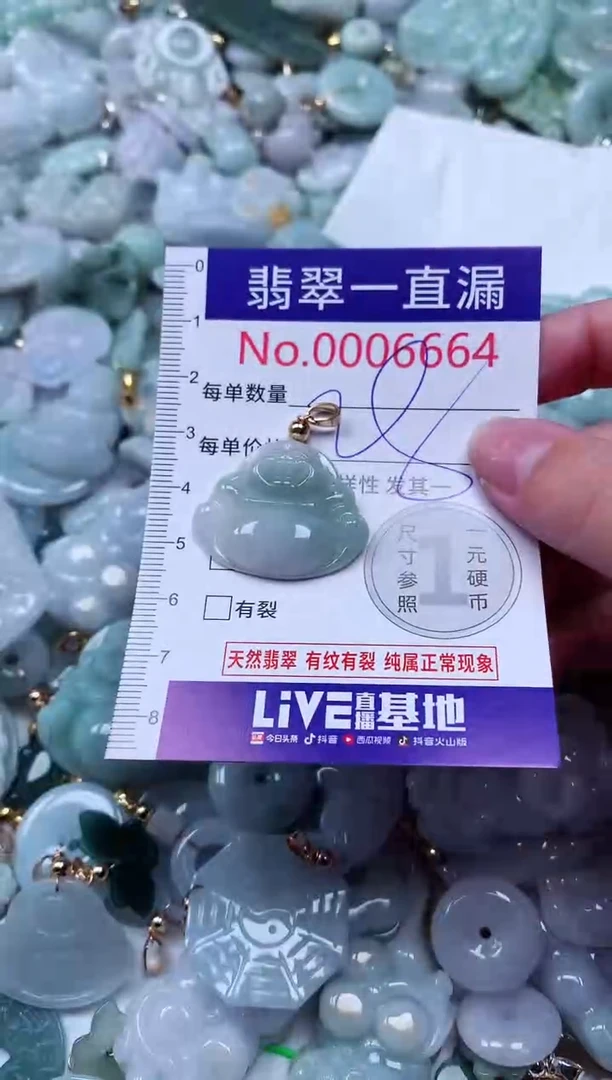 翡翠一直漏
No.0006664
每单数量
每单价
28
样性 发其一
尺寸参照
1
一元硬币
有裂
天然翡翠 有纹有裂 纯属正常现象
LiVE直播基地
今日头条 抖音 西瓜视频 抖音火山版
0
1
2
3
4
5
6
7
8